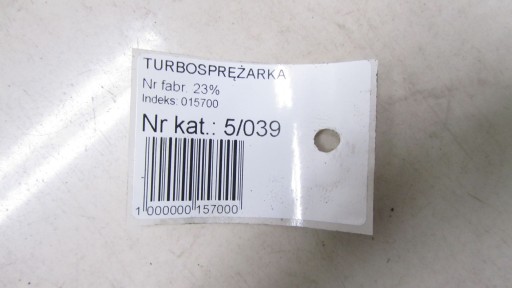 TURBOSPRĘŻARKA
Nr fabr. 23%
Indeks: 015700
Nr kat.: 5/039
1 000000 157000